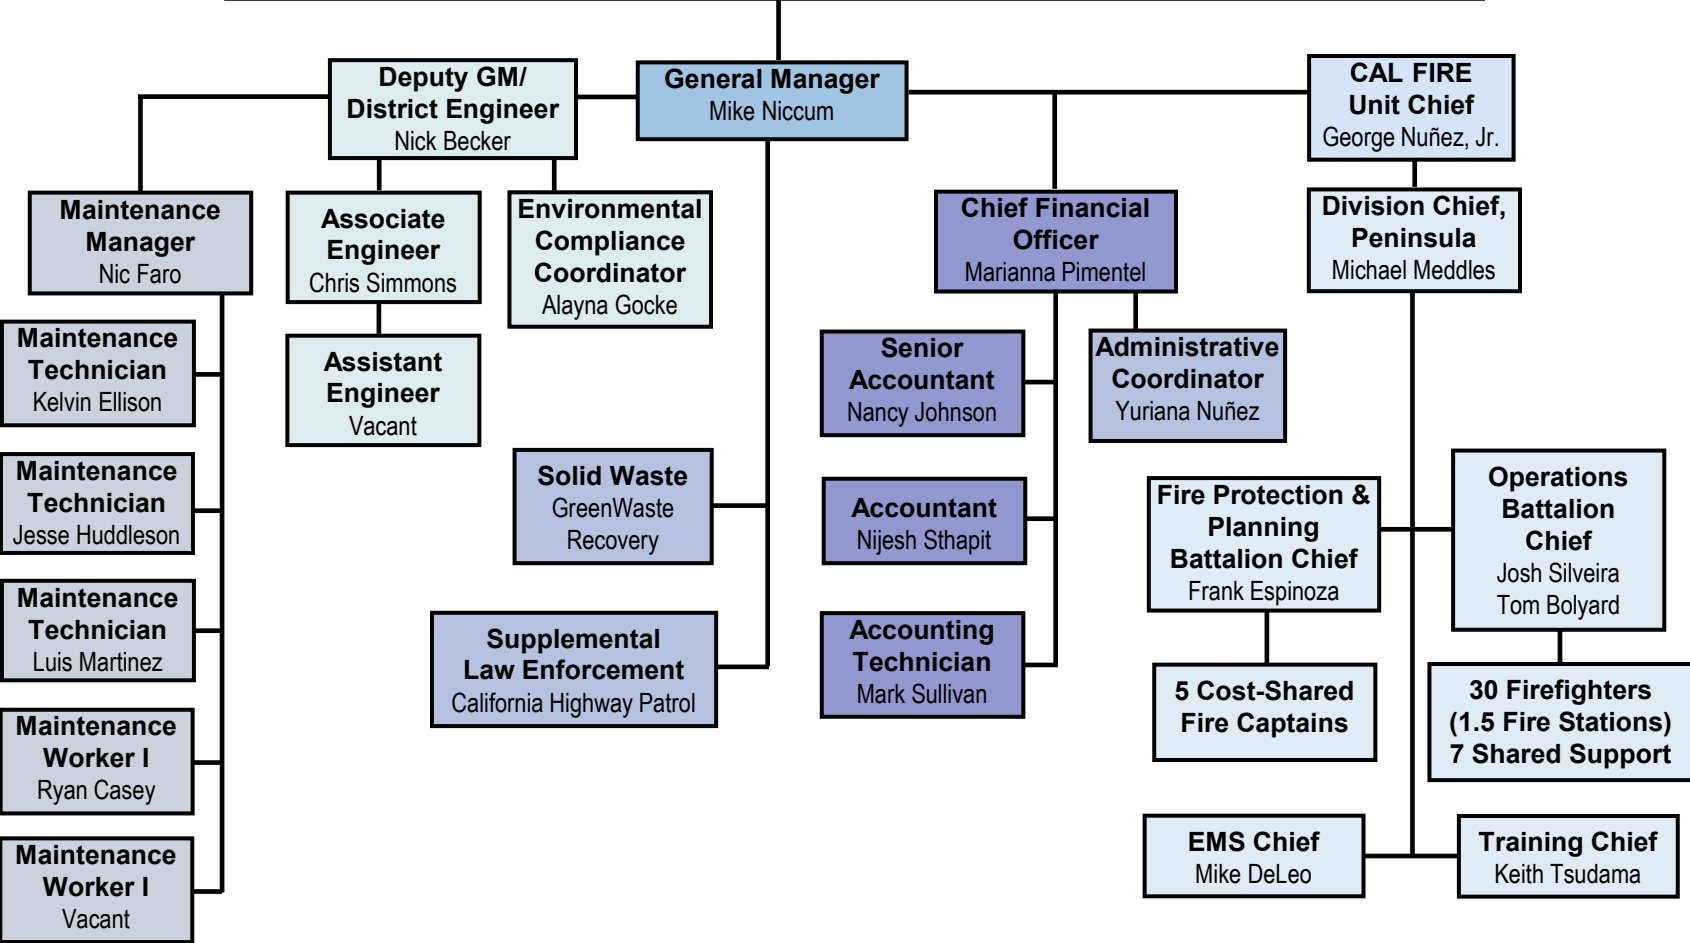 Deputy GM/
District Engineer
Nick Becker
General Manager
Mike Niccum
CAL FIRE
Unit Chief
George Nuñez, Jr.
Maintenance
Manager
Nic Faro
Associate
Engineer
Chris Simmons
Environmental
Compliance
Coordinator
Alayna Gocke
Chief Financial
Officer
Marianna Pimentel
Division Chief,
Peninsula
Michael Meddles
Maintenance
Technician
Kelvin Ellison
Assistant
Engineer
Vacant
Senior
Accountant
Nancy Johnson
Administrative
Coordinator
Yuriana Nuñez
Maintenance
Technician
Jesse Huddleson
Solid Waste
GreenWaste
Recovery
Accountant
Nijesh Sthapit
Fire Protection &
Planning
Battalion Chief
Frank Espinoza
Operations
Battalion
Chief
Josh Silveira
Tom Bolyard
Maintenance
Technician
Luis Martinez
Supplemental
Law Enforcement
California Highway Patrol
Accounting
Technician
Mark Sullivan
5 Cost-Shared
Fire Captains
30 Firefighters
(1.5 Fire Stations)
7 Shared Support
Maintenance
Worker I
Ryan Casey
EMS Chief
Mike DeLeo
Training Chief
Keith Tsudama
Maintenance
Worker I
Vacant